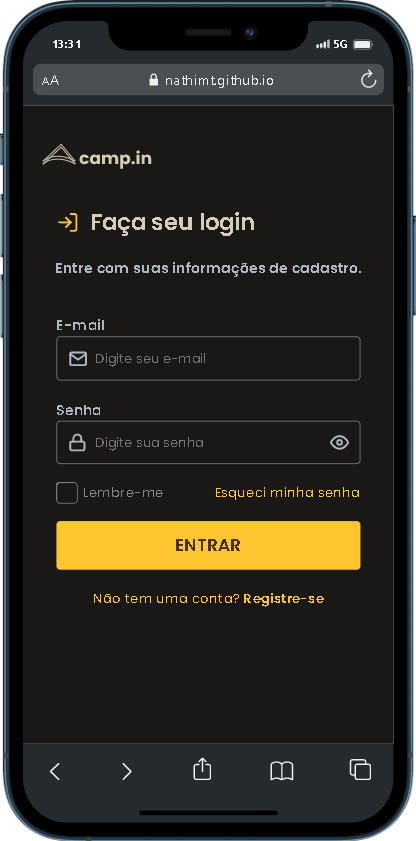 13:31
5G
AA
nathimt.github.io
camp.in
Faça seu login
Entre com suas informações de cadastro.
E-mail
Digite seu e-mail
Senha
Digite sua senha
Lembre-me Esqueci minha senha
ENTRAR
Não tem uma conta? Registre-se